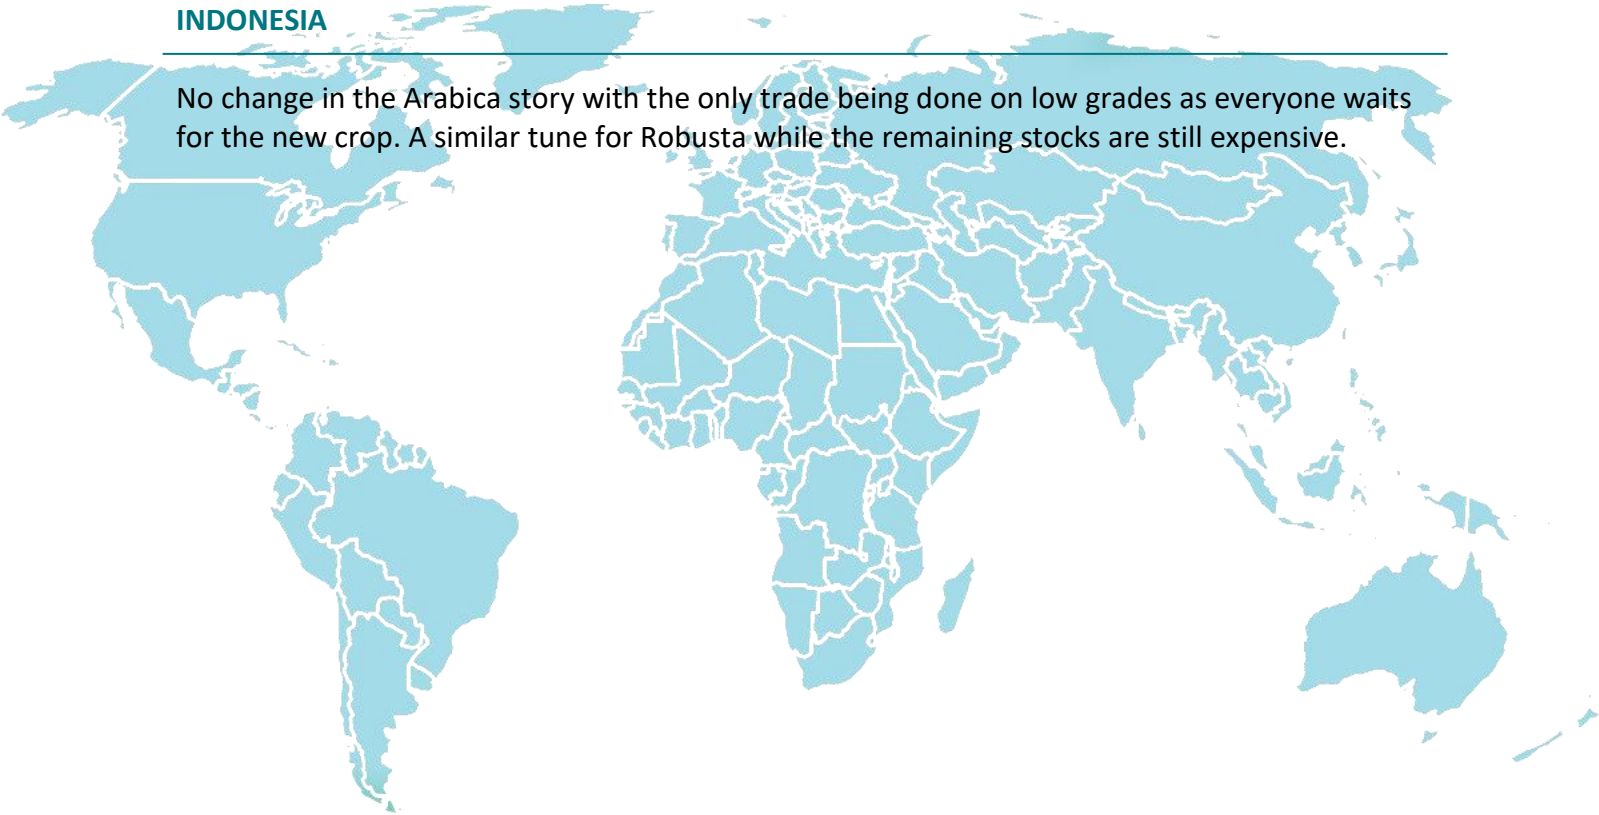 INDONESIA
No change in the Arabica story with the only trade being done on low grades as everyone waits
for the new crop. A similar tune for Robusta while the remaining stocks are still expensive.